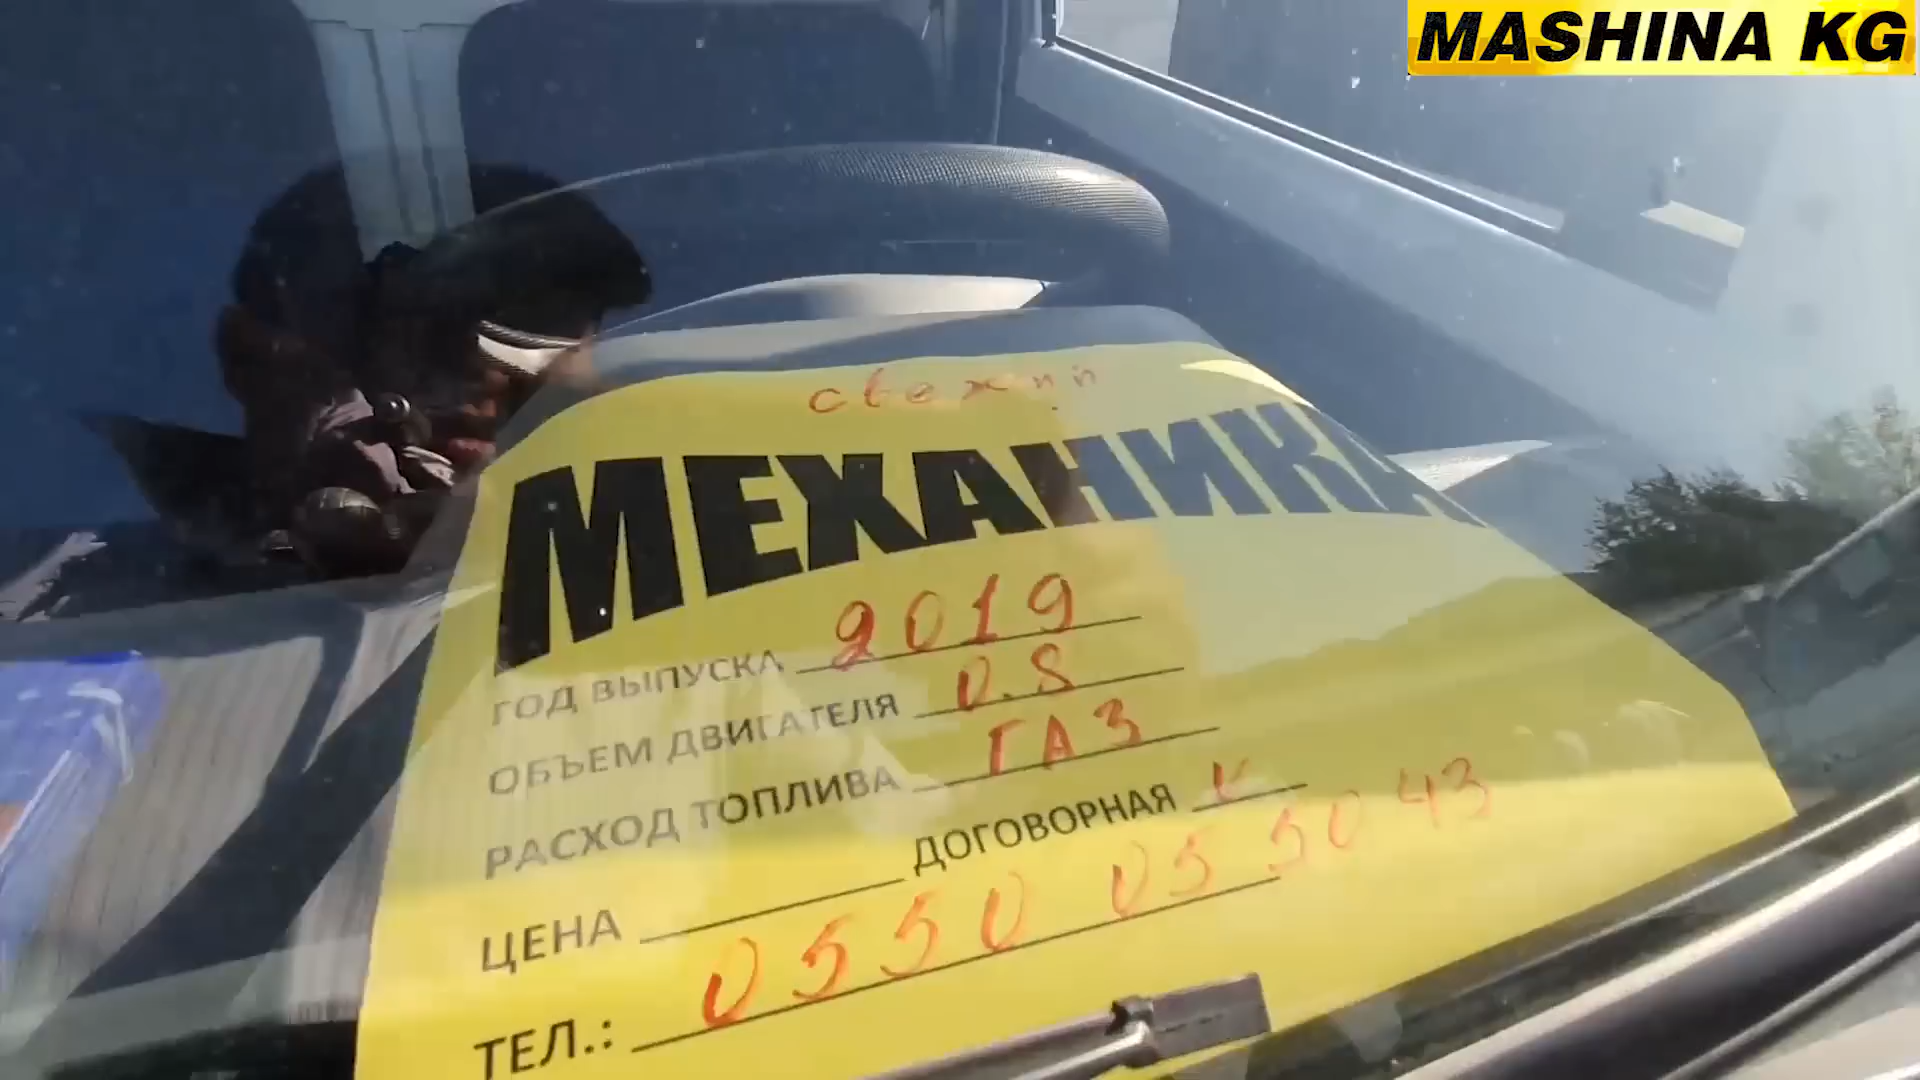 MASHINA KG
свежий
МЕХАНИКА
ГОД ВЫПУСКА 2019
ОБЪЕМ ДВИГАТЕЛЯ 0.8
РАСХОД ТОПЛИВА ГАЗ
ЦЕНА ДОГОВОРНАЯ V
ТЕЛ.: 0550 05 50 43